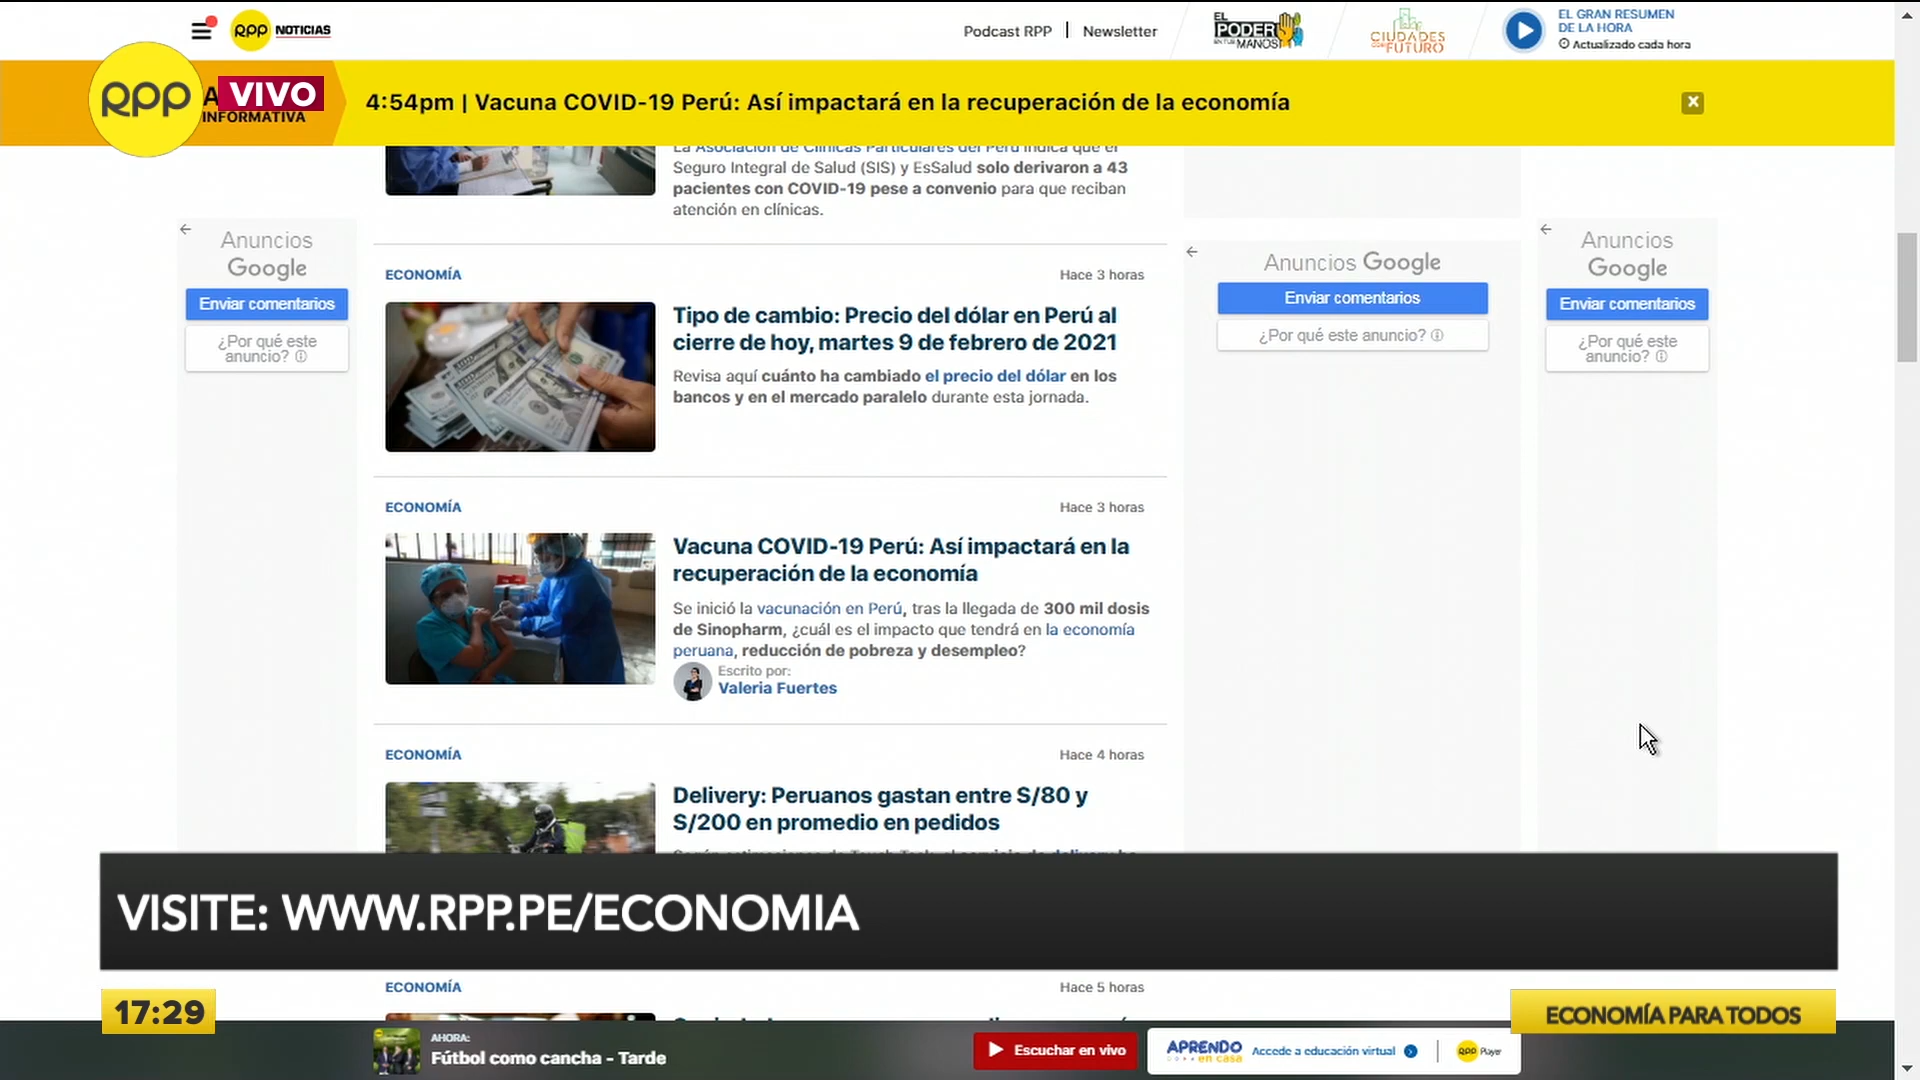 RPP NOTICIAS
Podcast RPP
Newsletter
EL PODER EN TUS MANOS
CIUDADES CON FUTURO
EL GRAN RESUMEN
DE LA HORA
Actualizado cada hora
rpp
VIVO
INFORMATIVA
4:54pm | Vacuna COVID-19 Perú: Así impactará en la recuperación de la economía
La Asociación de Clínicas Particulares del Perú indica que el
Seguro Integral de Salud (SIS) y EsSalud solo derivaron a 43
pacientes con COVID-19 pese a convenio para que reciban
atención en clínicas.
Anuncios
Google
Enviar comentarios
¿Por qué este
anuncio?
ECONOMÍA
Hace 3 horas
Tipo de cambio: Precio del dólar en Perú al
cierre de hoy, martes 9 de febrero de 2021
Revisa aquí cuánto ha cambiado el precio del dólar en los
bancos y en el mercado paralelo durante esta jornada.
Anuncios Google
Enviar comentarios
¿Por qué este anuncio?
Anuncios
Google
Enviar comentarios
¿Por qué este
anuncio?
ECONOMÍA
Hace 3 horas
Vacuna COVID-19 Perú: Así impactará en la
recuperación de la economía
Se inició la vacunación en Perú, tras la llegada de 300 mil dosis
de Sinopharm, ¿cuál es el impacto que tendrá en la economía
peruana, reducción de pobreza y desempleo?
Escrito por:
Valeria Fuertes
ECONOMÍA
Hace 4 horas
Delivery: Peruanos gastan entre S/80 y
S/200 en promedio en pedidos
VISITE: WWW.RPP.PE/ECONOMIA
ECONOMÍA
Hace 5 horas
17:29
ECONOMÍA PARA TODOS
AHORA:
Fútbol como cancha - Tarde
Escuchar en vivo
APRENDO
en casa
Accede a educación virtual
rpp Player